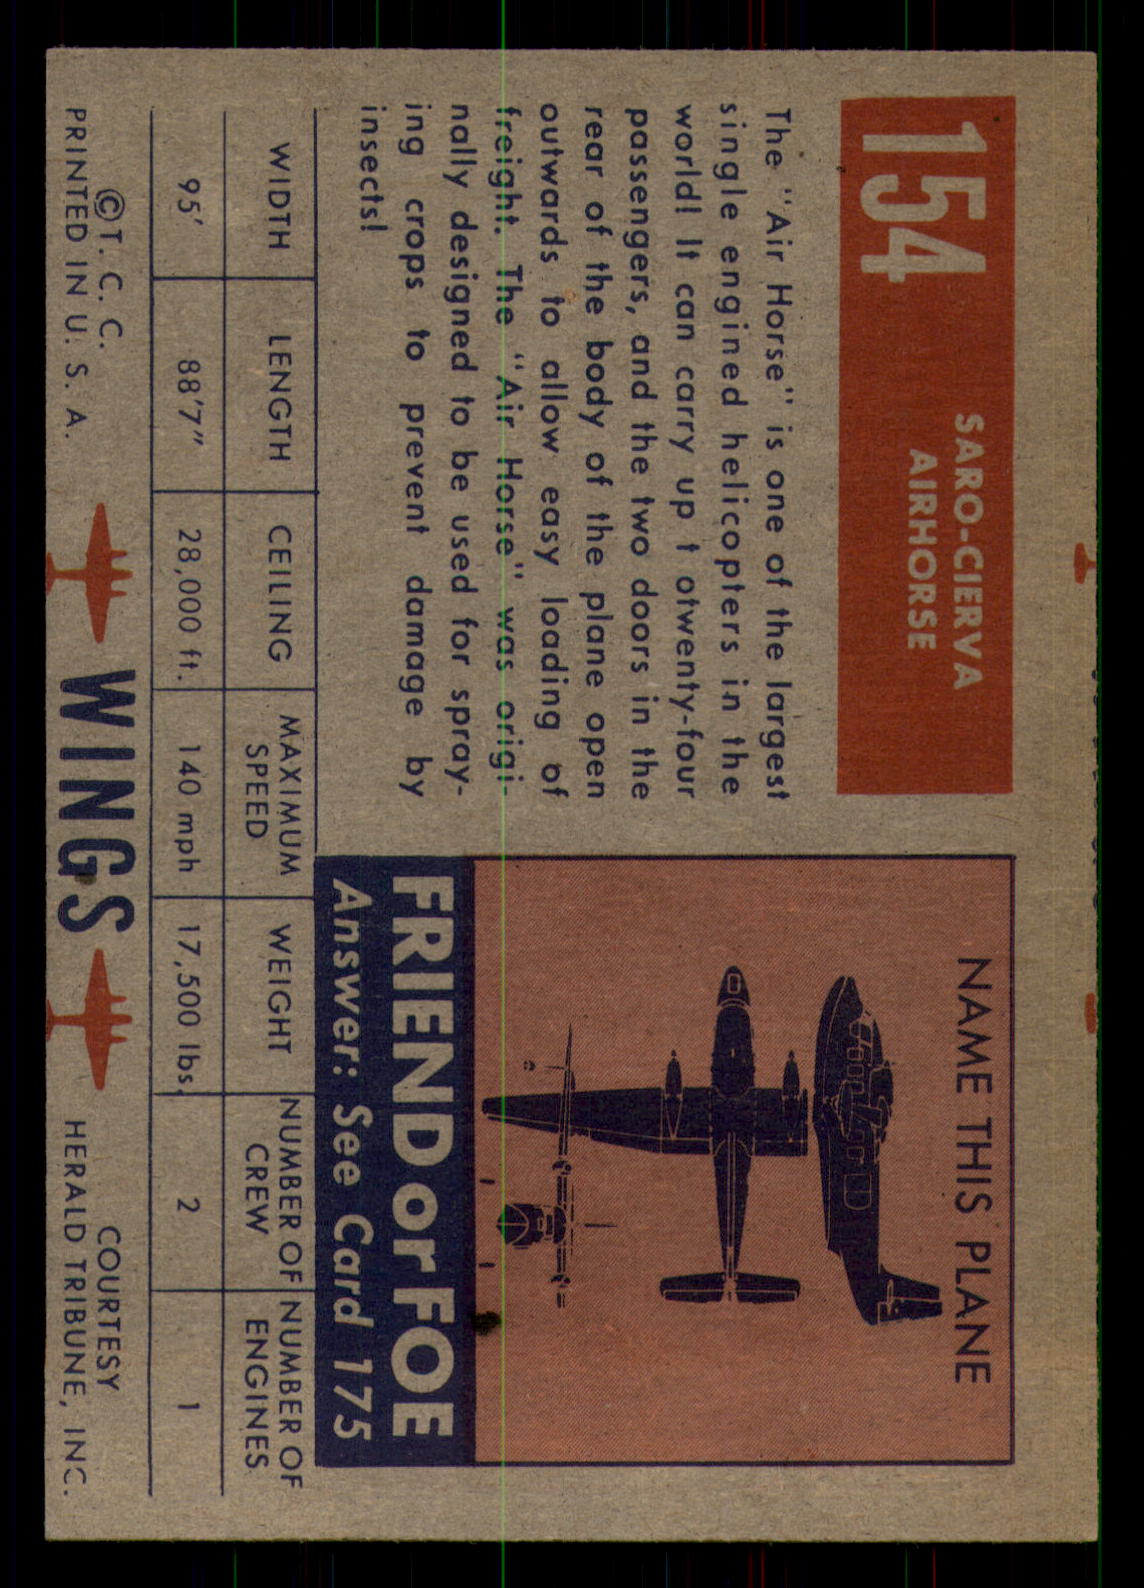 154
SARO-CIERVA
AIRHORSE
The "Air Horse" is one of the largest
single engined helicopters in the
world! It can carry up t otwenty-four
passengers, and the two doors in the
rear of the body of the plane open
outwards to allow easy loading of
freight. The "Air Horse" was origi-
nally designed to be used for spray-
ing crops to prevent damage by
insects!
NAME THIS PLANE
FRIEND or FOE
Answer: See Card 175
WIDTH LENGTH CEILING MAXIMUM SPEED WEIGHT NUMBER OF CREW NUMBER OF ENGINES
95' 88'7" 28,000 ft. 140 mph 17,500 lbs. 2 1
©T. C. C.
PRINTED IN U. S. A.
WINGS
COURTESY
HERALD TRIBUNE, INC.